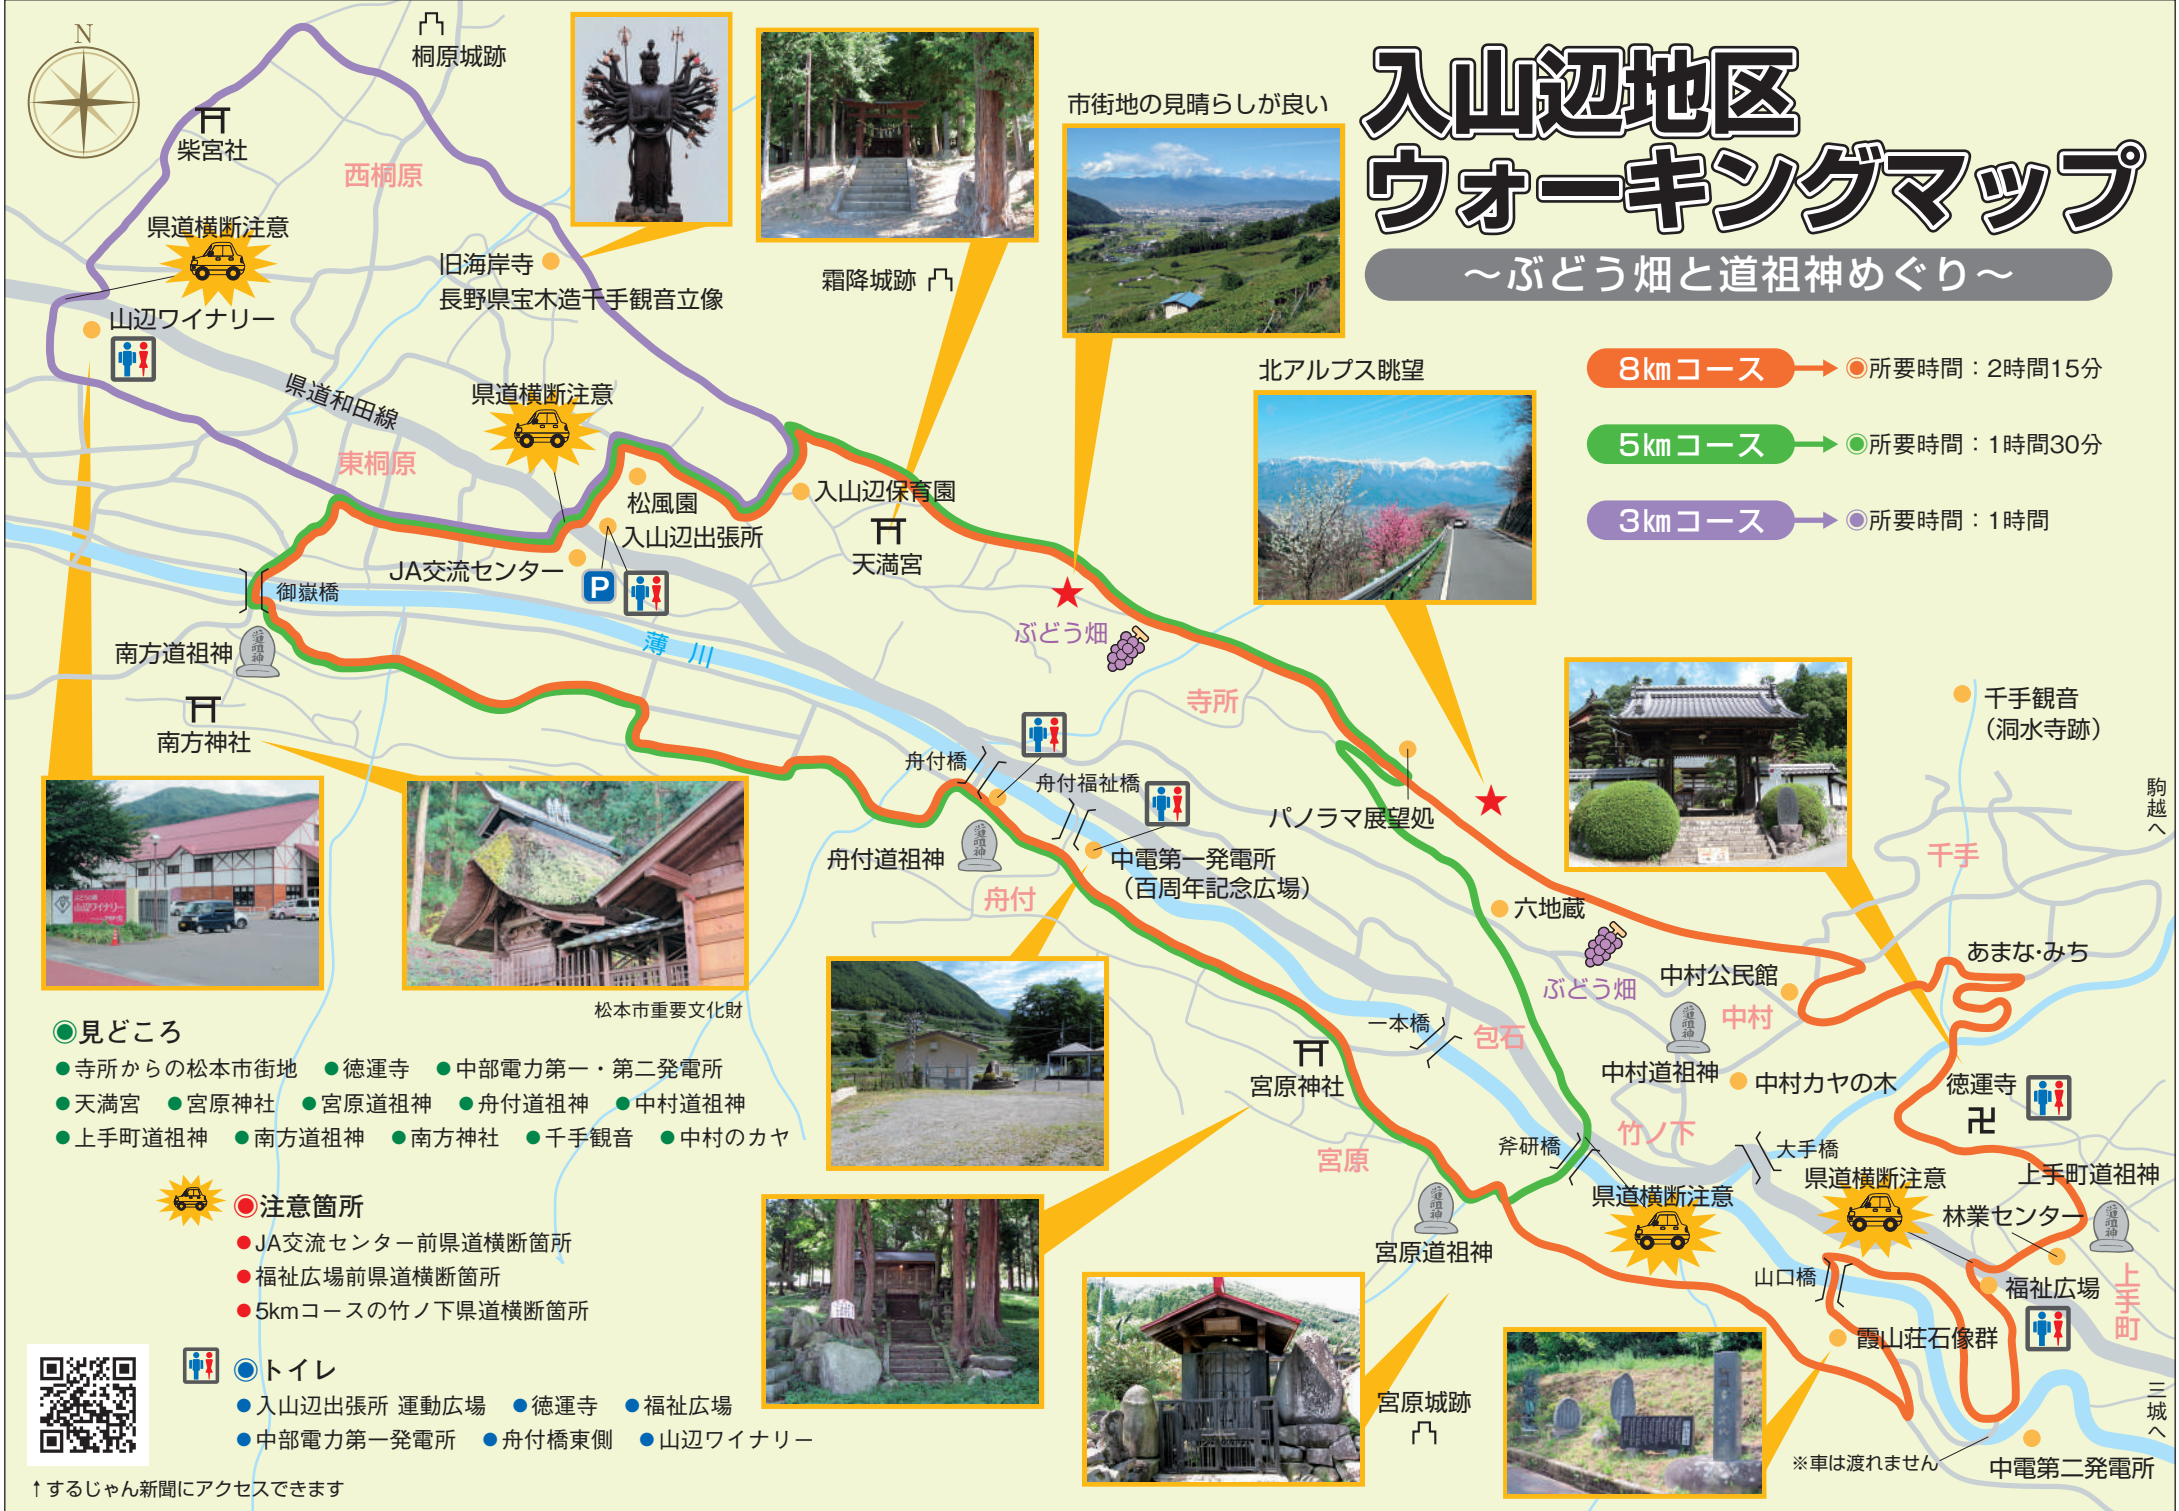 入山辺地区
ウォーキングマップ
～ぶどう畑と道祖神めぐり～
8㎞コース
◉所要時間：2時間15分
5㎞コース
◉所要時間：1時間30分
3㎞コース
◉所要時間：1時間
N
桐原城跡
柴宮社
西桐原
県道横断注意
山辺ワイナリー
旧海岸寺
長野県宝木造千手観音立像
霜降城跡
市街地の見晴らしが良い
北アルプス眺望
県道和田線
県道横断注意
東桐原
松風園
入山辺出張所
JA交流センター
P
入山辺保育園
天満宮
御嶽橋
南方道祖神
道祖神
南方神社
薄川
ぶどう畑
寺所
舟付橋
舟付福祉橋
舟付道祖神
道祖神
舟付
中電第一発電所
（百周年記念広場）
パノラマ展望処
六地蔵
ぶどう畑
千手観音
（洞水寺跡）
駒越へ
千手
あまな・みち
中村公民館
中村
道祖神
中村道祖神
中村カヤの木
徳運寺
卍
一本橋
包石
宮原神社
宮原
斧研橋
竹ノ下
大手橋
県道横断注意
県道横断注意
上手町道祖神
道祖神
林業センター
上手町
福祉広場
山口橋
霞山荘石像群
道祖神
宮原道祖神
宮原城跡
三城へ
※車は渡れません
中電第二発電所
山辺ワイナリー
松本市重要文化財
◉見どころ
●寺所からの松本市街地 ●徳運寺 ●中部電力第一・第二発電所
●天満宮 ●宮原神社 ●宮原道祖神 ●舟付道祖神 ●中村道祖神
●上手町道祖神 ●南方道祖神 ●南方神社 ●千手観音 ●中村のカヤ
◉注意箇所
●JA交流センター前県道横断箇所
●福祉広場前県道横断箇所
●5kmコースの竹ノ下県道横断箇所
◉トイレ
●入山辺出張所 運動広場 ●徳運寺 ●福祉広場
●中部電力第一発電所 ●舟付橋東側 ●山辺ワイナリー
↑するじゃん新聞にアクセスできます